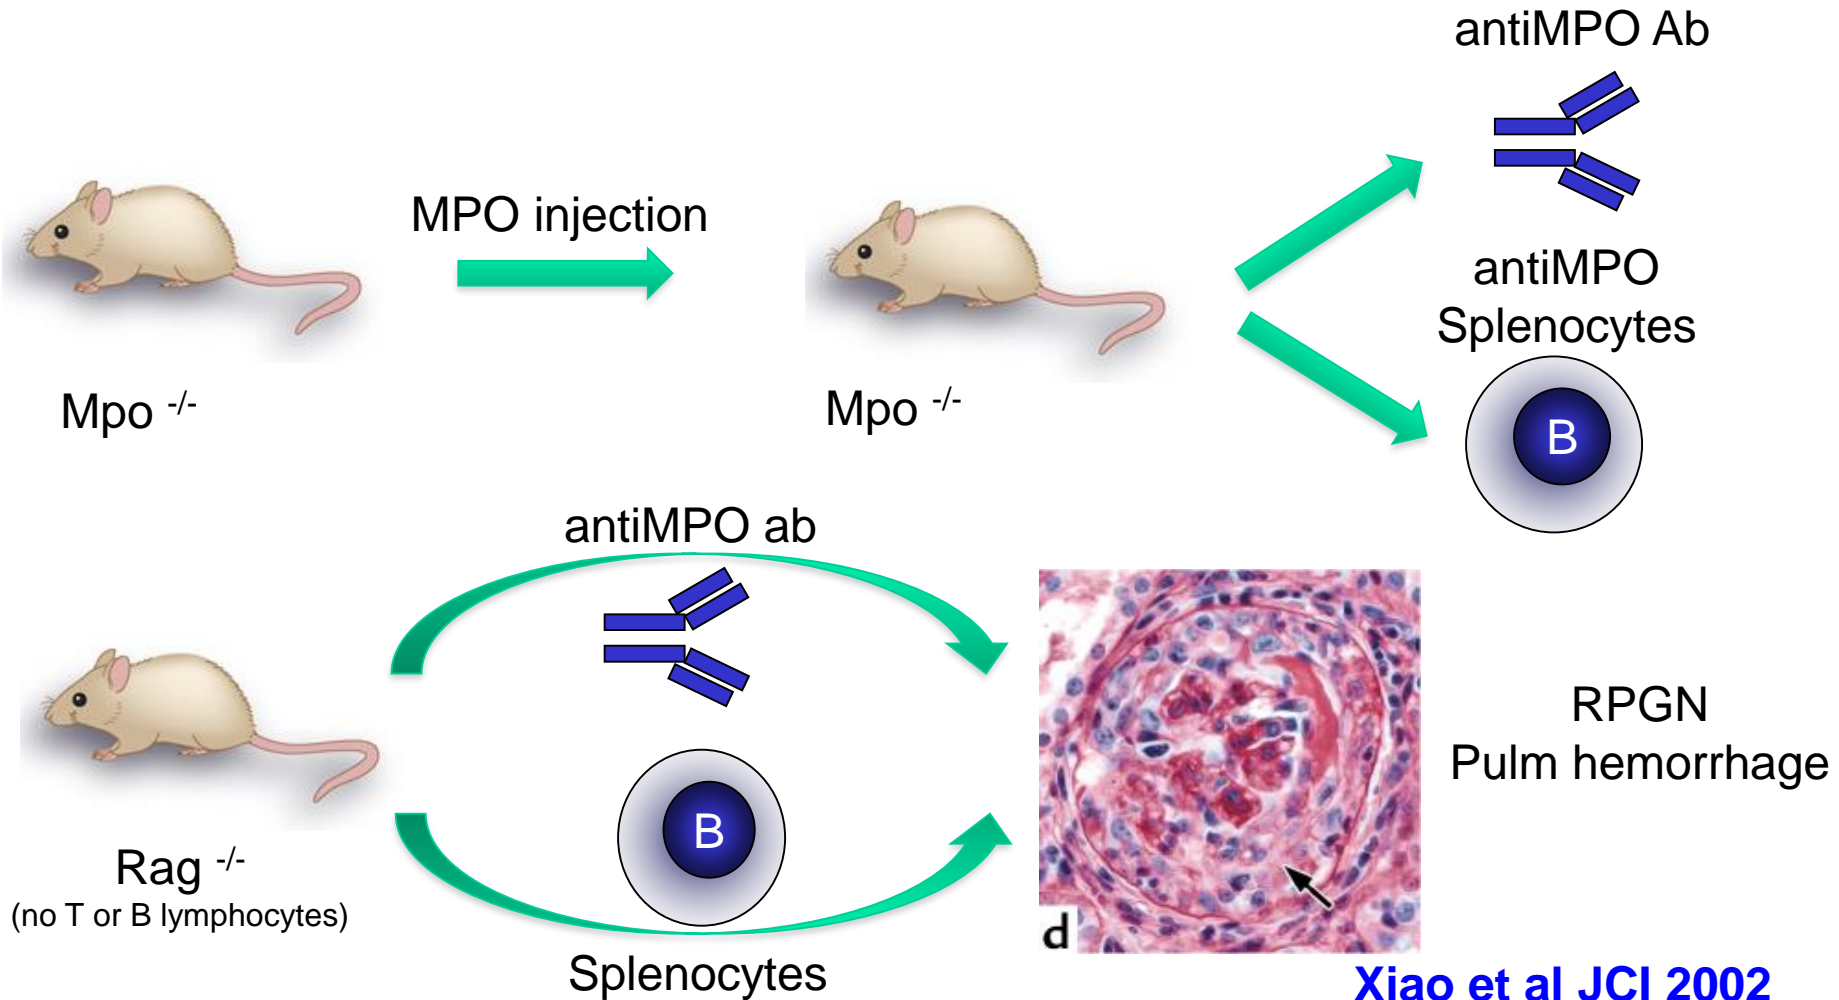 antiMPO Ab
MPO injection
antiMPO
Splenocytes
B
Mpo -/-
Mpo -/-
antiMPO ab
B
Splenocytes
Rag -/-
(no T or B lymphocytes)
d
RPGN
Pulm hemorrhage
Xiao et al JCI 2002